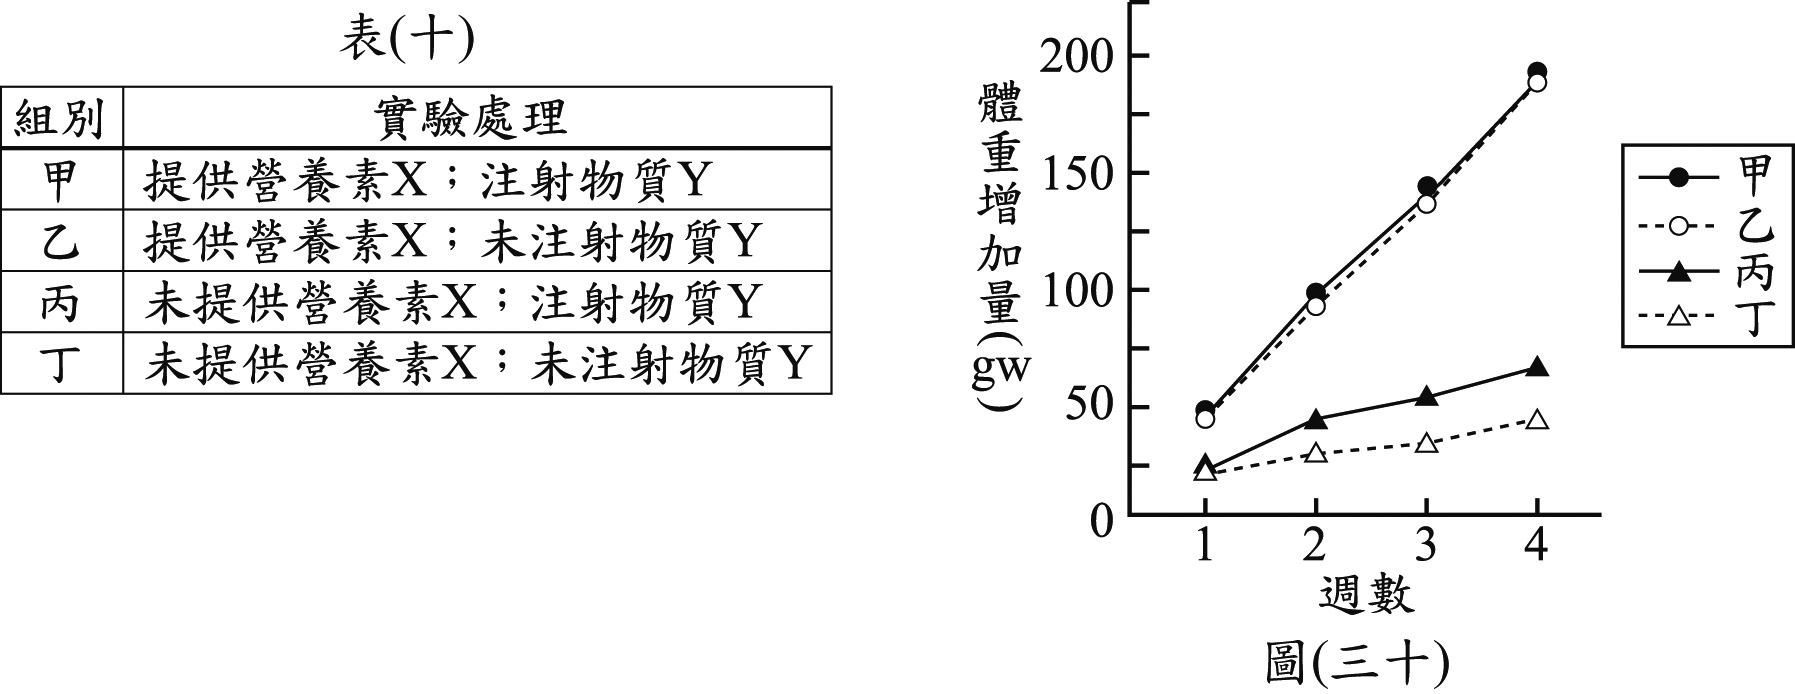 表(十)
組別 實驗處理
甲 提供營養素X；注射物質Y
乙 提供營養素X；未注射物質Y
丙 未提供營養素X；注射物質Y
丁 未提供營養素X；未注射物質Y
體重增加量(gw)
200
150
100
50
0
1 2 3 4
週數
甲
乙
丙
丁
圖(三十)